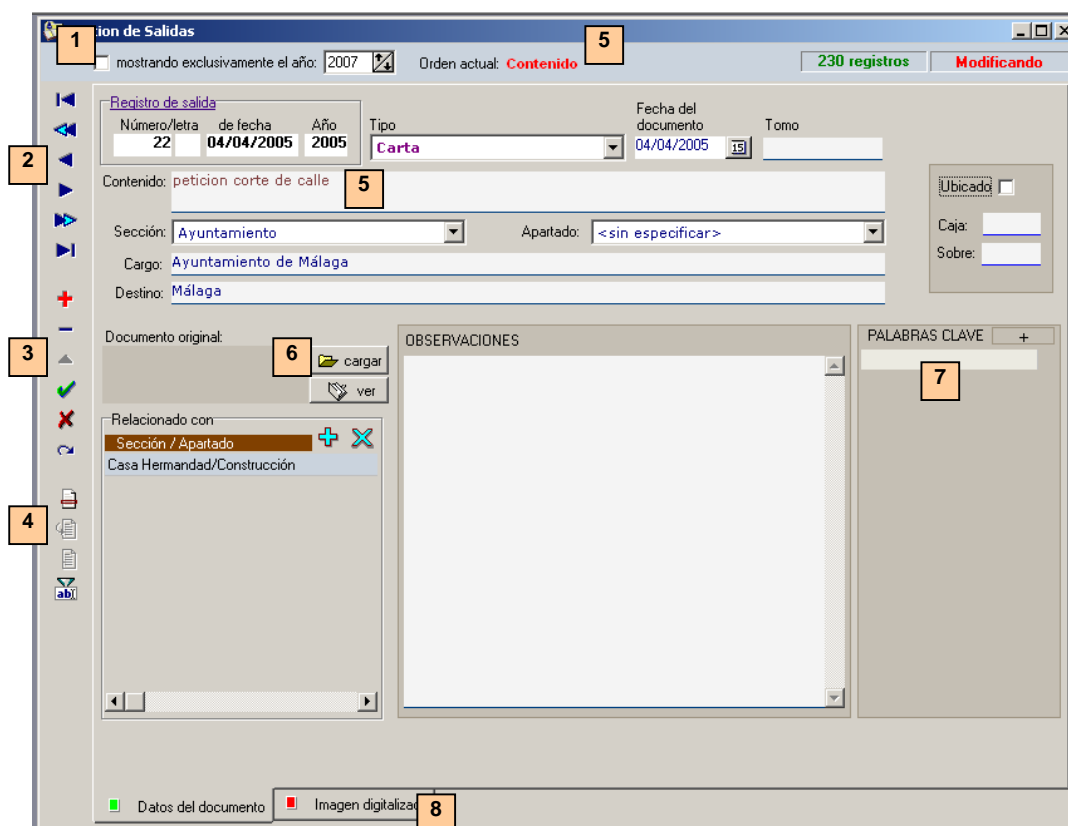 ion de Salidas
1
5
mostrando exclusivamente el año: 2007
Orden actual: Contenido
230 registros
Modificando
Registro de salida
Número/letra de fecha Año
22 04/04/2005 2005
Tipo
Carta
Fecha del
documento
04/04/2005 15
Tomo
2
Contenido: peticion corte de calle
5
Ubicado
Sección: Ayuntamiento
Apartado: <sin especificar>
Caja:
Cargo: Ayuntamiento de Málaga
Sobre:
Destino: Málaga
3
Documento original:
6
cargar
ver
OBSERVACIONES
PALABRAS CLAVE +
7
Relacionado con
Sección / Apartado
Casa Hermandad/Construcción
4
abI
Datos del documento
Imagen digitaliza
8